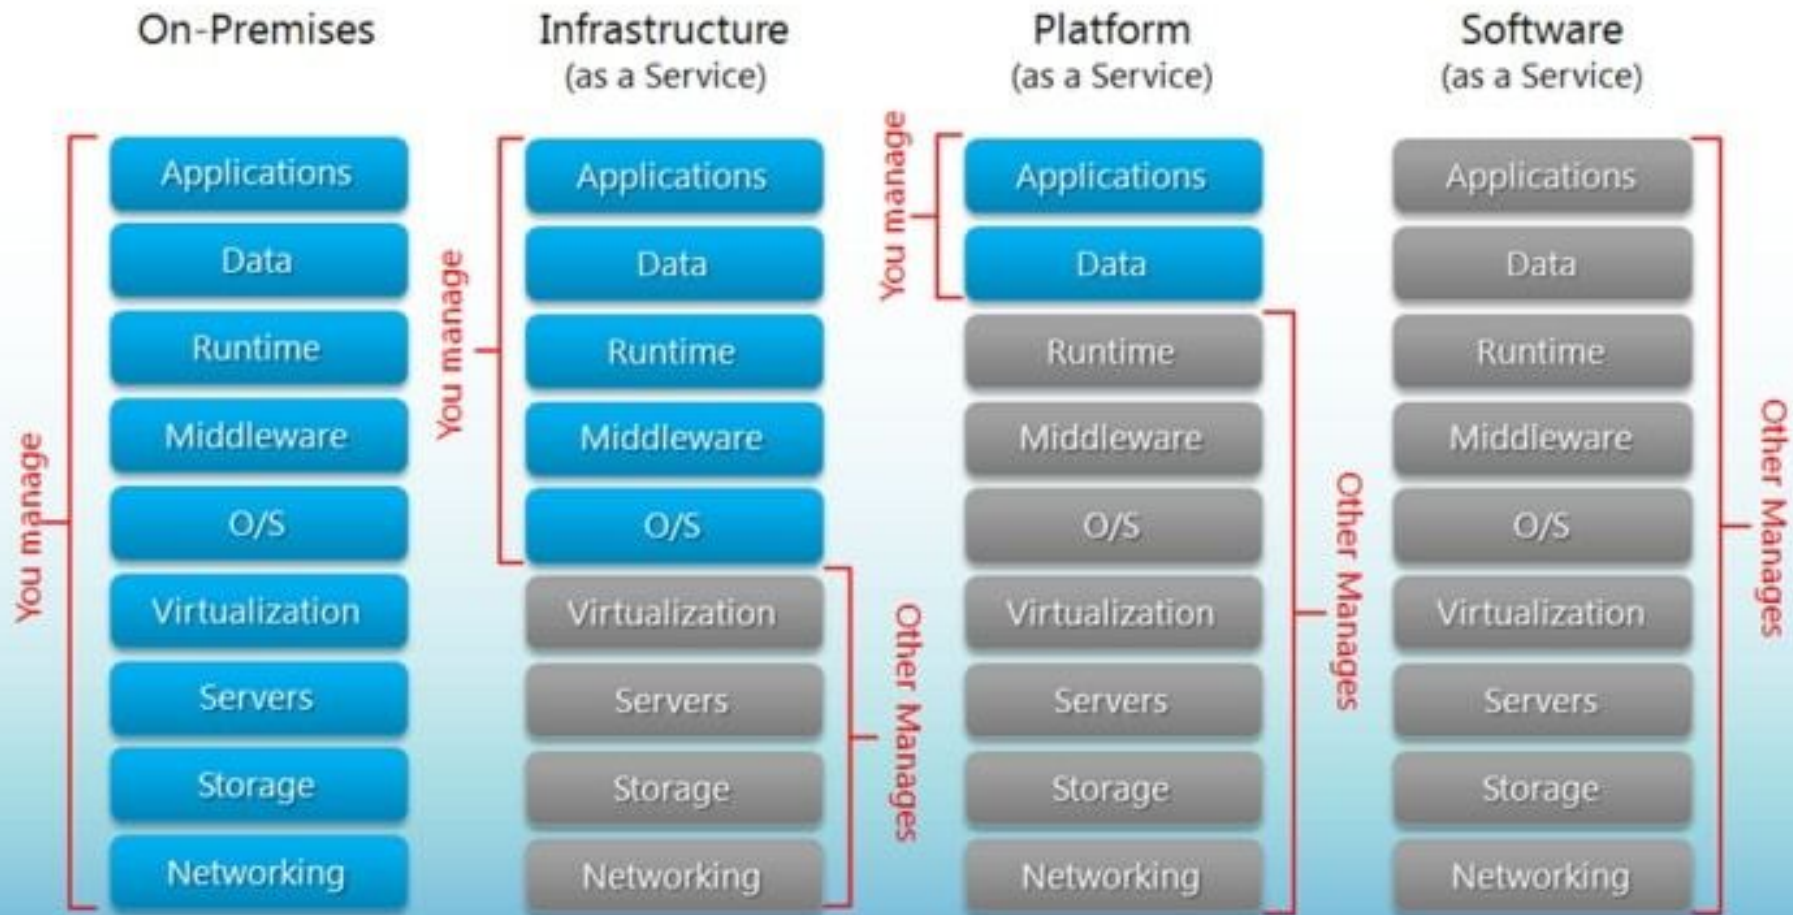 On-Premises
You manage
Applications
Data
Runtime
Middleware
O/S
Virtualization
Servers
Storage
Networking
Infrastructure
(as a Service)
You manage
Applications
Data
Runtime
Middleware
O/S
Virtualization
Servers
Storage
Networking
Other Manages
Platform
(as a Service)
You manage
Applications
Data
Runtime
Middleware
O/S
Virtualization
Servers
Storage
Networking
Other Manages
Software
(as a Service)
Applications
Data
Runtime
Middleware
O/S
Virtualization
Servers
Storage
Networking
Other Manages